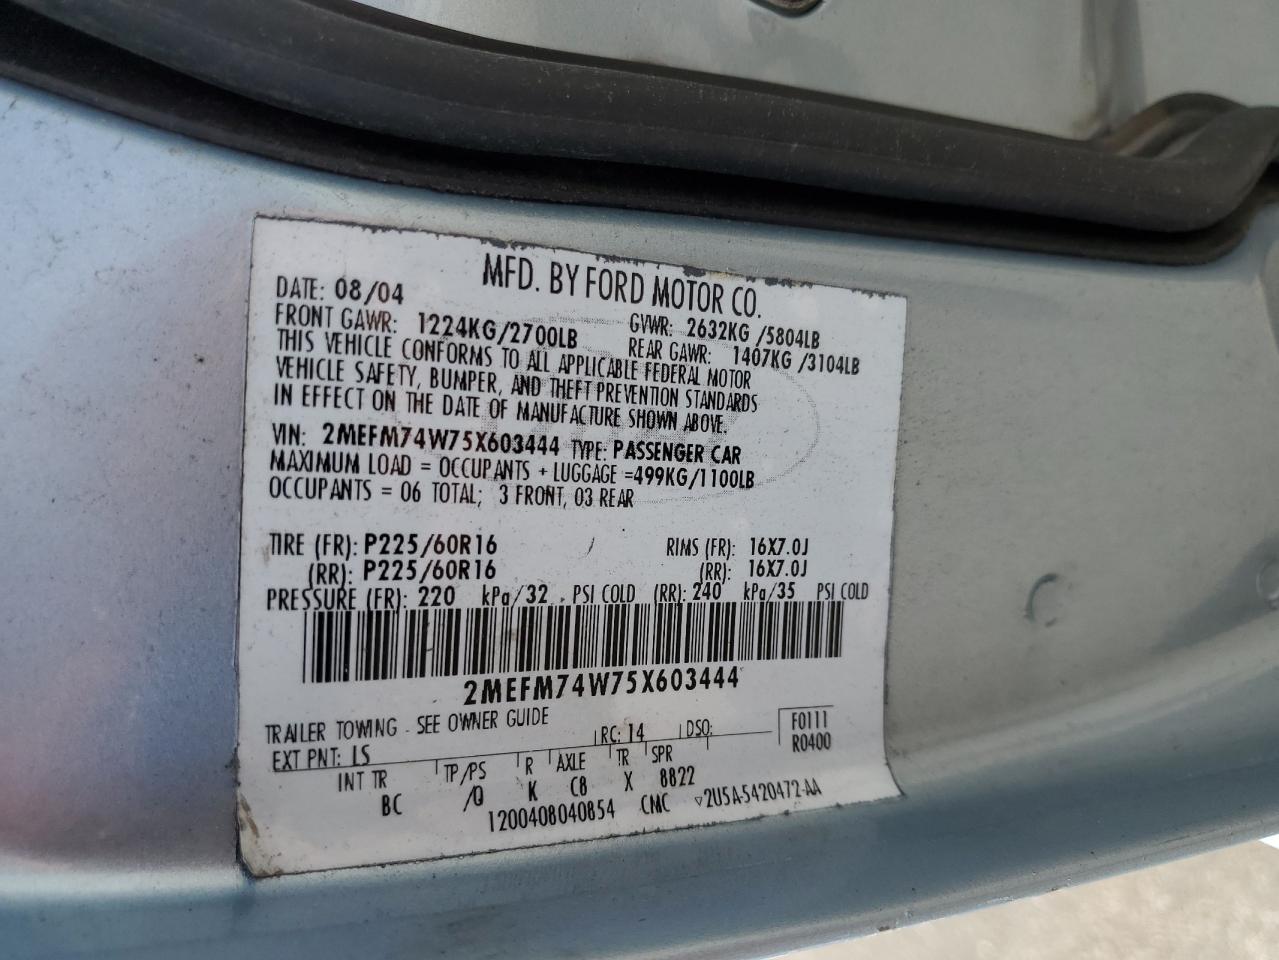 MFD. BY FORD MOTOR CO.
DATE: 08/04 GVWR: 2632KG /5804LB
FRONT GAWR: 1224KG/2700LB REAR GAWR: 1407KG /3104LB
THIS VEHICLE CONFORMS TO ALL APPLICABLE FEDERAL MOTOR
VEHICLE SAFETY, BUMPER, AND THEFT PREVENTION STANDARDS
IN EFFECT ON THE DATE OF MANUFACTURE SHOWN ABOVE.
VIN: 2MEFM74W75X603444 TYPE: PASSENGER CAR
MAXIMUM LOAD = OCCUPANTS + LUGGAGE =499KG/1100LB
OCCUPANTS = 06 TOTAL; 3 FRONT, 03 REAR
TIRE (FR): P225/60R16 RIMS (FR): 16X7.0J
(RR): P225/60R16 (RR): 16X7.0J
PRESSURE (FR): 220 kPa/32 PSI COLD (RR): 240 kPa/35 PSI COLD
2MEFM74W75X603444
TRAILER TOWING - SEE OWNER GUIDE
EXT PNT: LS RC: 14 DSO: F0111
R0400
INT TR TP/PS R AXLE TR SPR
BC /Q K C8 X 8822
1200408040854 CMC ▽2U5A-5420472-AA